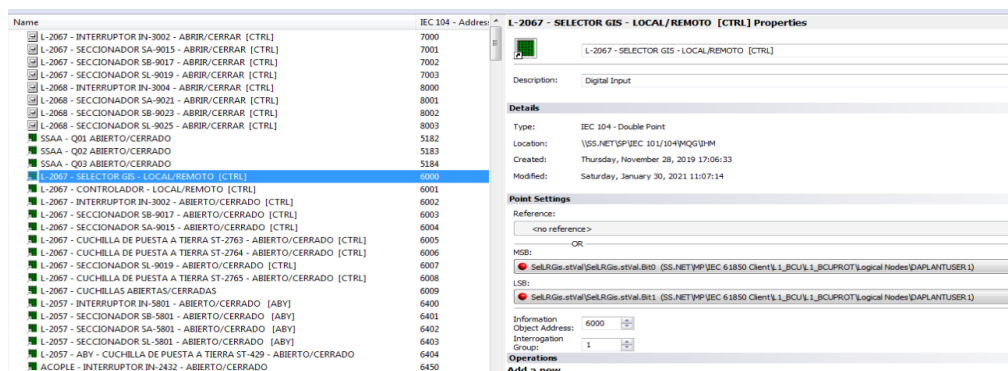 Name IEC 104 - Address
L-2067 - INTERRUPTOR IN-3002 - ABRIR/CERRAR [CTRL] 7000
L-2067 - SECCIONADOR SA-9015 - ABRIR/CERRAR [CTRL] 7001
L-2067 - SECCIONADOR SB-9017 - ABRIR/CERRAR [CTRL] 7002
L-2067 - SECCIONADOR SL-9019 - ABRIR/CERRAR [CTRL] 7003
L-2068 - INTERRUPTOR IN-3004 - ABRIR/CERRAR [CTRL] 8000
L-2068 - SECCIONADOR SA-9021 - ABRIR/CERRAR [CTRL] 8001
L-2068 - SECCIONADOR SB-9023 - ABRIR/CERRAR [CTRL] 8002
L-2068 - SECCIONADOR SL-9025 - ABRIR/CERRAR [CTRL] 8003
SSAA - Q01 ABIERTO/CERRADO 5182
SSAA - Q02 ABIERTO/CERRADO 5183
SSAA - Q03 ABIERTO/CERRADO 5184
L-2067 - SELECTOR GIS - LOCAL/REMOTO [CTRL] 6000
L-2067 - CONTROLADOR - LOCAL/REMOTO [CTRL] 6001
L-2067 - INTERRUPTOR IN-3002 - ABIERTO/CERRADO [CTRL] 6002
L-2067 - SECCIONADOR SB-9017 - ABIERTO/CERRADO [CTRL] 6003
L-2067 - SECCIONADOR SA-9015 - ABIERTO/CERRADO [CTRL] 6004
L-2067 - CUCHILLA DE PUESTA A TIERRA ST-2763 - ABIERTO/CERRADO [CTRL] 6005
L-2067 - CUCHILLA DE PUESTA A TIERRA ST-2764 - ABIERTO/CERRADO [CTRL] 6006
L-2067 - SECCIONADOR SL-9019 - ABIERTO/CERRADO [CTRL] 6007
L-2067 - CUCHILLA DE PUESTA A TIERRA ST-2765 - ABIERTO/CERRADO [CTRL] 6008
L-2067 - CUCHILLAS ABIERTAS/CERRADAS 6009
L-2057 - INTERRUPTOR IN-5801 - ABIERTO/CERRADO [ABY] 6400
L-2057 - SECCIONADOR SB-5801 - ABIERTO/CERRADO [ABY] 6401
L-2057 - SECCIONADOR SA-5801 - ABIERTO/CERRADO [ABY] 6402
L-2057 - SECCIONADOR SL-5801 - ABIERTO/CERRADO [ABY] 6403
L-2057 - ABY - CUCHILLA DE PUESTA A TIERRA ST-429 - ABIERTO/CERRADO 6404
ACOPLE - INTERRUPTOR IN-2432 - ABIERTO/CERRADO 6450
L-2067 - SELECTOR GIS - LOCAL/REMOTO [CTRL] Properties
L-2067 - SELECTOR GIS - LOCAL/REMOTO [CTRL]
Description: Digital Input
Details
Type: IEC 104 - Double Point
Location: \\SS.NET\SP\IEC 101/104\MQG\IHM
Created: Thursday, November 28, 2019 17:06:33
Modified: Saturday, January 30, 2021 11:07:14
Point Settings
Reference:
<no reference>
OR
MSB:
SelLRGis.stVal\SelLRGis.stVal.Bit0 (SS.NET\MP\IEC 61850 Client\L1_BCU\L1_BCUPROT\Logical Nodes\DAPLANTUSER1)
LSB:
SelLRGis.stVal\SelLRGis.stVal.Bit1 (SS.NET\MP\IEC 61850 Client\L1_BCU\L1_BCUPROT\Logical Nodes\DAPLANTUSER1)
Information
Object Address: 6000
Interrogation
Group: 1
Operations
Add a new